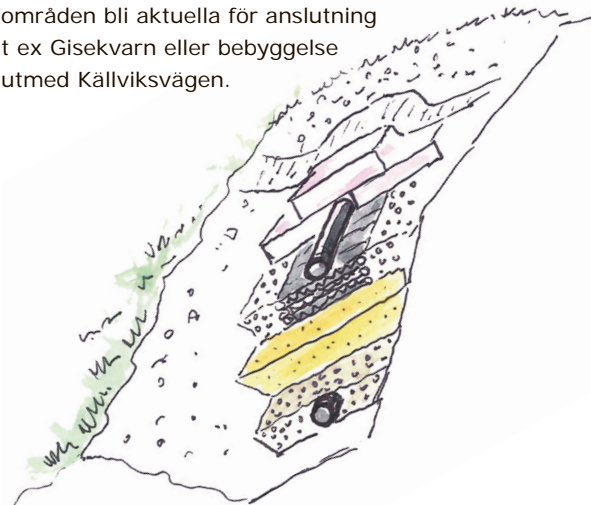 områden bli aktuella för anslutning
t ex Gisekvarn eller bebyggelse
utmed Källviksvägen.